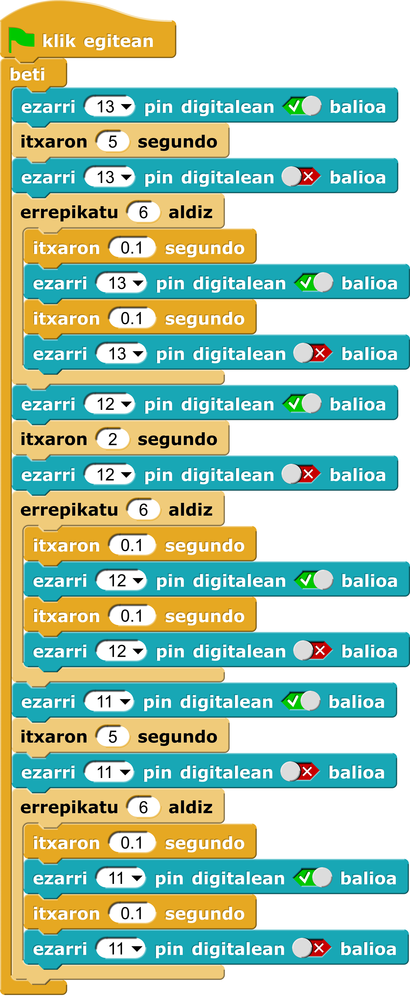 klik egitean
beti
ezarri 13 pin digitalean balioa
itxaron 5 segundo
ezarri 13 pin digitalean balioa
errepikatu 6 aldiz
itxaron 0.1 segundo
ezarri 13 pin digitalean balioa
itxaron 0.1 segundo
ezarri 13 pin digitalean balioa
ezarri 12 pin digitalean balioa
itxaron 2 segundo
ezarri 12 pin digitalean balioa
errepikatu 6 aldiz
itxaron 0.1 segundo
ezarri 12 pin digitalean balioa
itxaron 0.1 segundo
ezarri 12 pin digitalean balioa
ezarri 11 pin digitalean balioa
itxaron 5 segundo
ezarri 11 pin digitalean balioa
errepikatu 6 aldiz
itxaron 0.1 segundo
ezarri 11 pin digitalean balioa
itxaron 0.1 segundo
ezarri 11 pin digitalean balioa